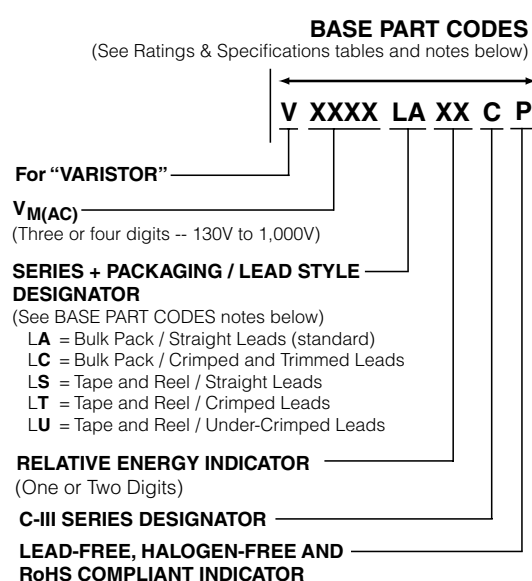 BASE PART CODES
(See Ratings & Specifications tables and notes below)
V XXXX LA XX C P
For “VARISTOR”
VM(AC)
(Three or four digits -- 130V to 1,000V)
SERIES + PACKAGING / LEAD STYLE
DESIGNATOR
(See BASE PART CODES notes below)
LA = Bulk Pack / Straight Leads (standard)
LC = Bulk Pack / Crimped and Trimmed Leads
LS = Tape and Reel / Straight Leads
LT = Tape and Reel / Crimped Leads
LU = Tape and Reel / Under-Crimped Leads
RELATIVE ENERGY INDICATOR
(One or Two Digits)
C-III SERIES DESIGNATOR
LEAD-FREE, HALOGEN-FREE AND
RoHS COMPLIANT INDICATOR